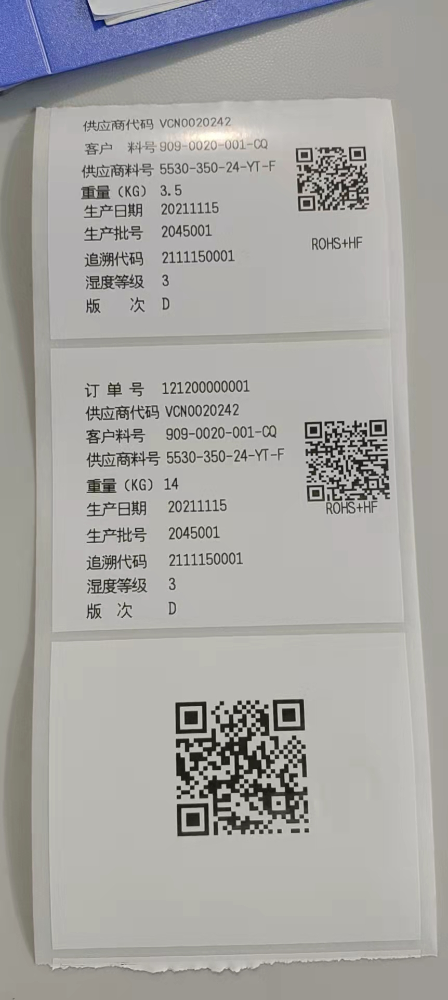 供应商代码 VCN0020242
客户 料号 909-0020-001-CQ
供应商料号 5530-350-24-YT-F
重量（KG） 3.5
生产日期 20211115
生产批号 2045001
ROHS+HF
追溯代码 2111150001
湿度等级 3
版 次 D
订 单 号 121200000001
供应商代码 VCN0020242
客户料号 909-0020-001-CQ
供应商料号 5530-350-24-YT-F
重量（KG） 14
生产日期 20211115
ROHS+HF
生产批号 2045001
追溯代码 2111150001
湿度等级 3
版 次 D